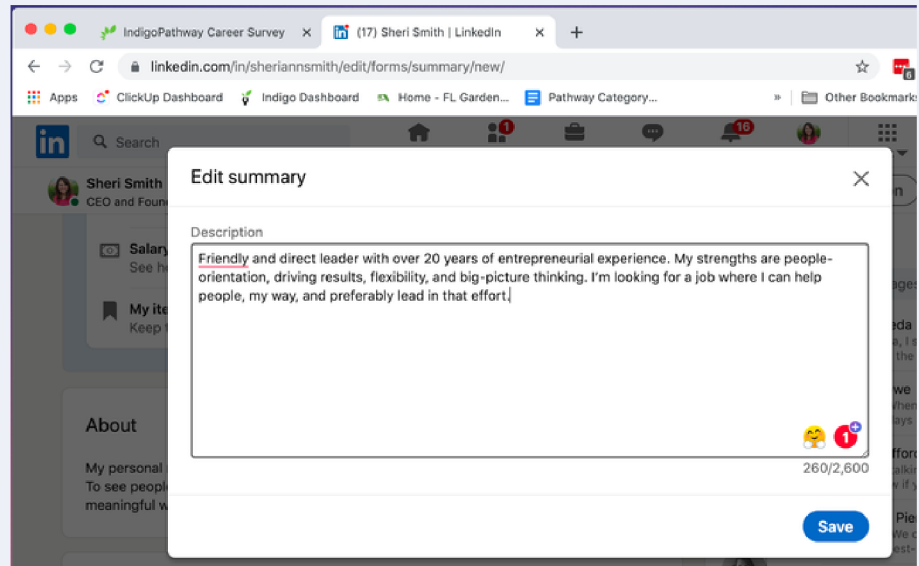 IndigoPathway Career Survey
(17) Sheri Smith | LinkedIn
linkedin.com/in/sheriannsmith/edit/forms/summary/new/
6
Apps
ClickUp Dashboard
Indigo Dashboard
Home - FL Garden...
Pathway Category...
»
Other Bookmarks
in
Search
1
16
Sheri Smith
CEO and Foun
Edit summary
Description
Friendly and direct leader with over 20 years of entrepreneurial experience. My strengths are people-
orientation, driving results, flexibility, and big-picture thinking. I'm looking for a job where I can help
people, my way, and preferably lead in that effort.
1
260/2,600
Save
Salary
See h
My ite
Keep
About
My personal
To see peopl
meaningful w